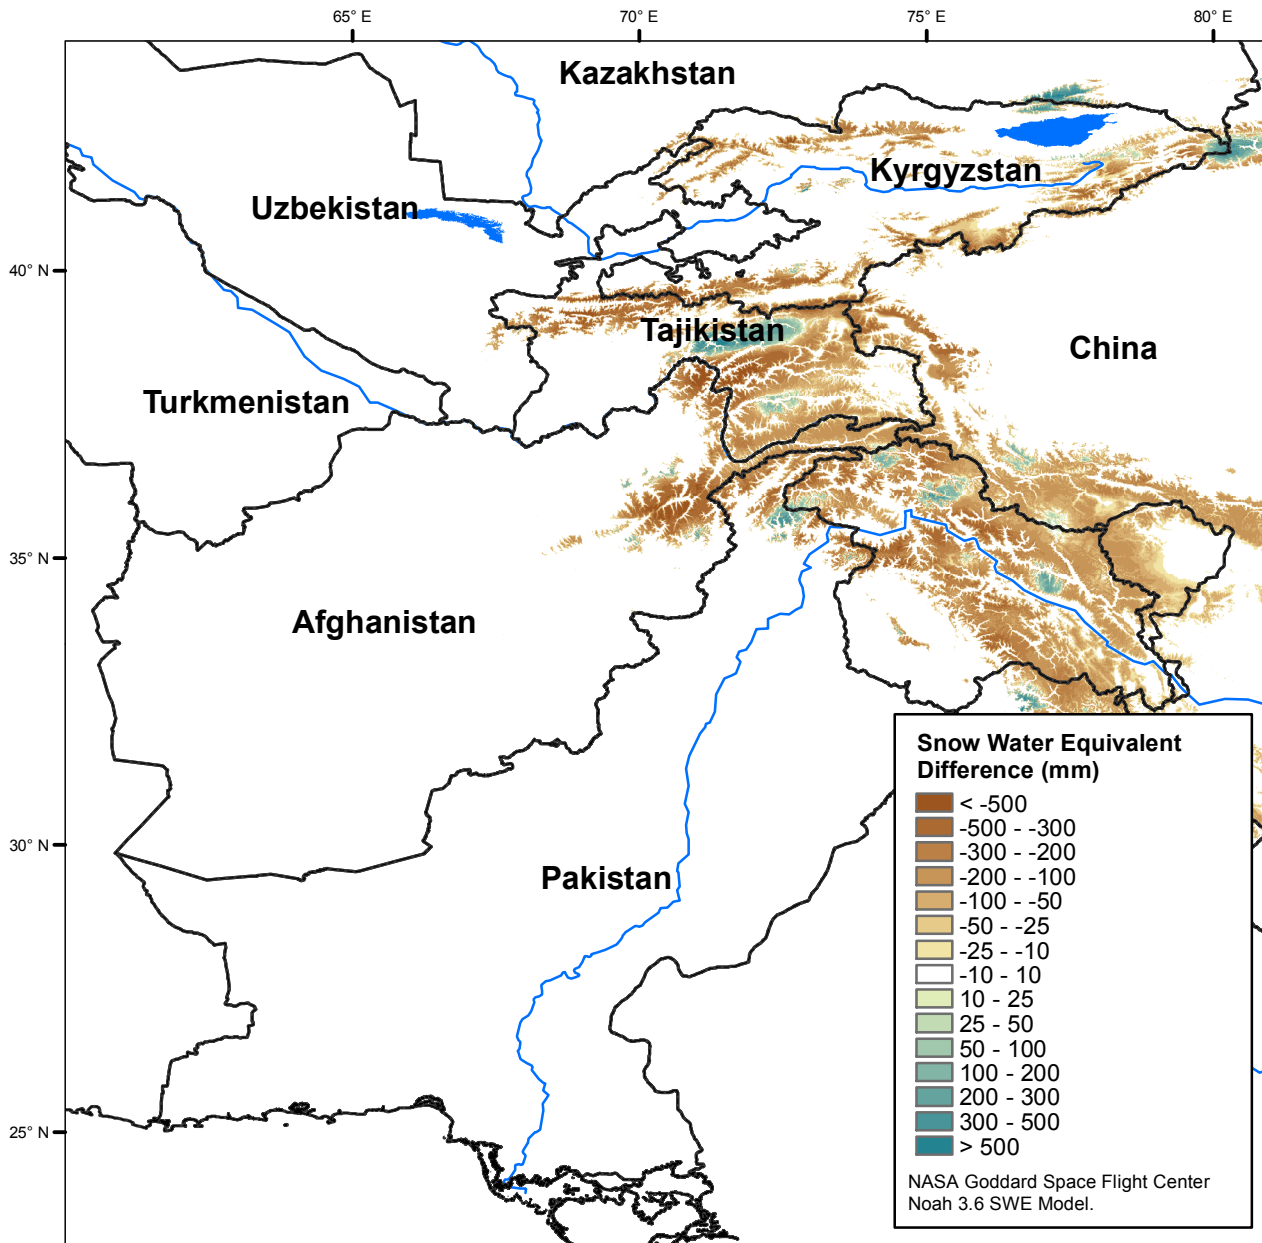 65° E
70° E
75° E
80° E
Kazakhstan
Kyrgyzstan
Uzbekistan
40° N
Tajikistan
China
Turkmenistan
35° N
Afghanistan
30° N
Pakistan
25° N
Snow Water Equivalent
Difference (mm)
< -500
-500 - -300
-300 - -200
-200 - -100
-100 - -50
-50 - -25
-25 - -10
-10 - 10
10 - 25
25 - 50
50 - 100
100 - 200
200 - 300
300 - 500
> 500
NASA Goddard Space Flight Center
Noah 3.6 SWE Model.